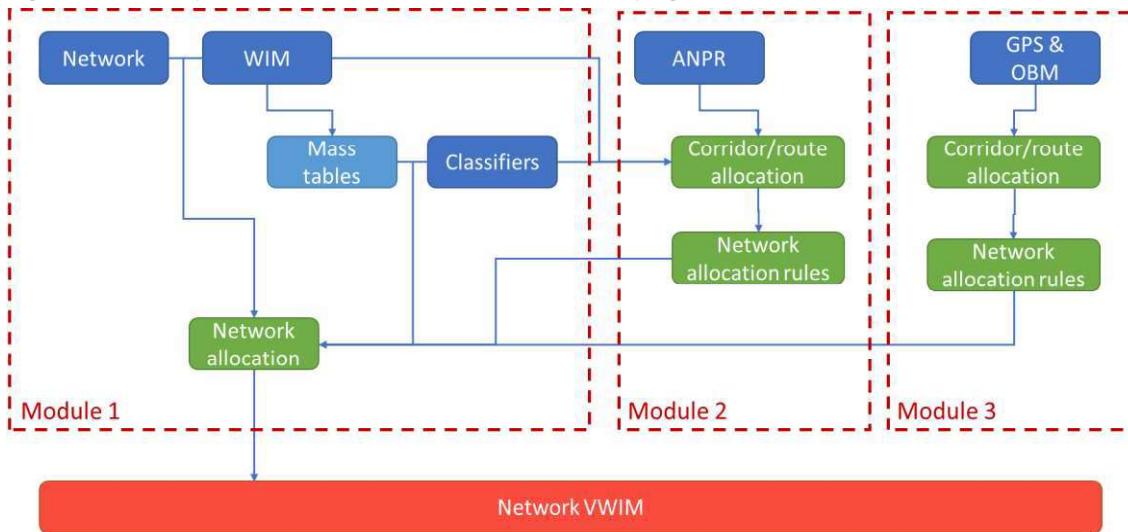 Network
WIM
ANPR
GPS &
OBM
Mass
tables
Classifiers
Corridor/route
allocation
Corridor/route
allocation
Network
allocation rules
Network
allocation rules
Network
allocation
Module 1
Module 2
Module 3
Network VWIM